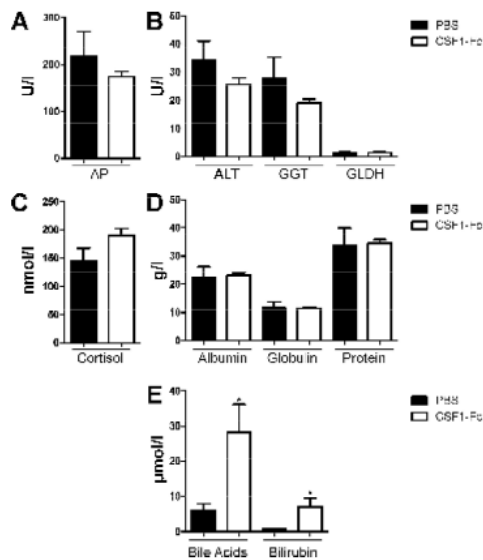 A
B
PBS
CSF1-Fc
U/l
300
200
100
0
AP
U/l
50
40
30
20
10
0
ALT GGT GLDH
C
D
PBS
CSF1-Fc
nmol/l
250
200
150
100
50
0
Cortisol
g/l
50
40
30
20
10
0
Albumin Globulin Protein
E
PBS
CSF1-Fc
µmol/l
40
30
20
10
0
Bile Acids Bilirubin